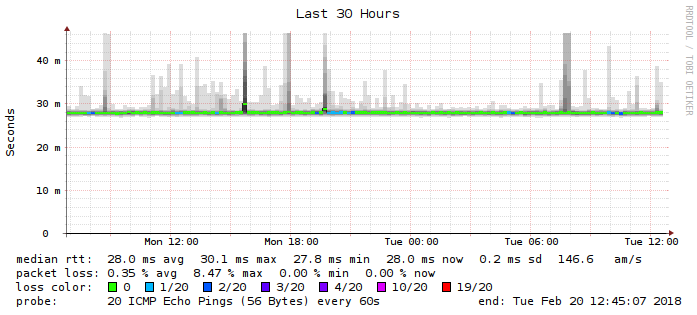 Last 30 Hours
RRDTOOL / TOBI OETIKER
Seconds
40 m
30 m
20 m
10 m
0
Mon 12:00 Mon 18:00 Tue 00:00 Tue 06:00 Tue 12:00
median rtt: 28.0 ms avg 30.1 ms max 27.8 ms min 28.0 ms now 0.2 ms sd 146.6 am/s
packet loss: 0.35 % avg 8.47 % max 0.00 % min 0.00 % now
loss color: 0 1/20 2/20 3/20 4/20 10/20 19/20
probe: 20 ICMP Echo Pings (56 Bytes) every 60s end: Tue Feb 20 12:45:07 2018